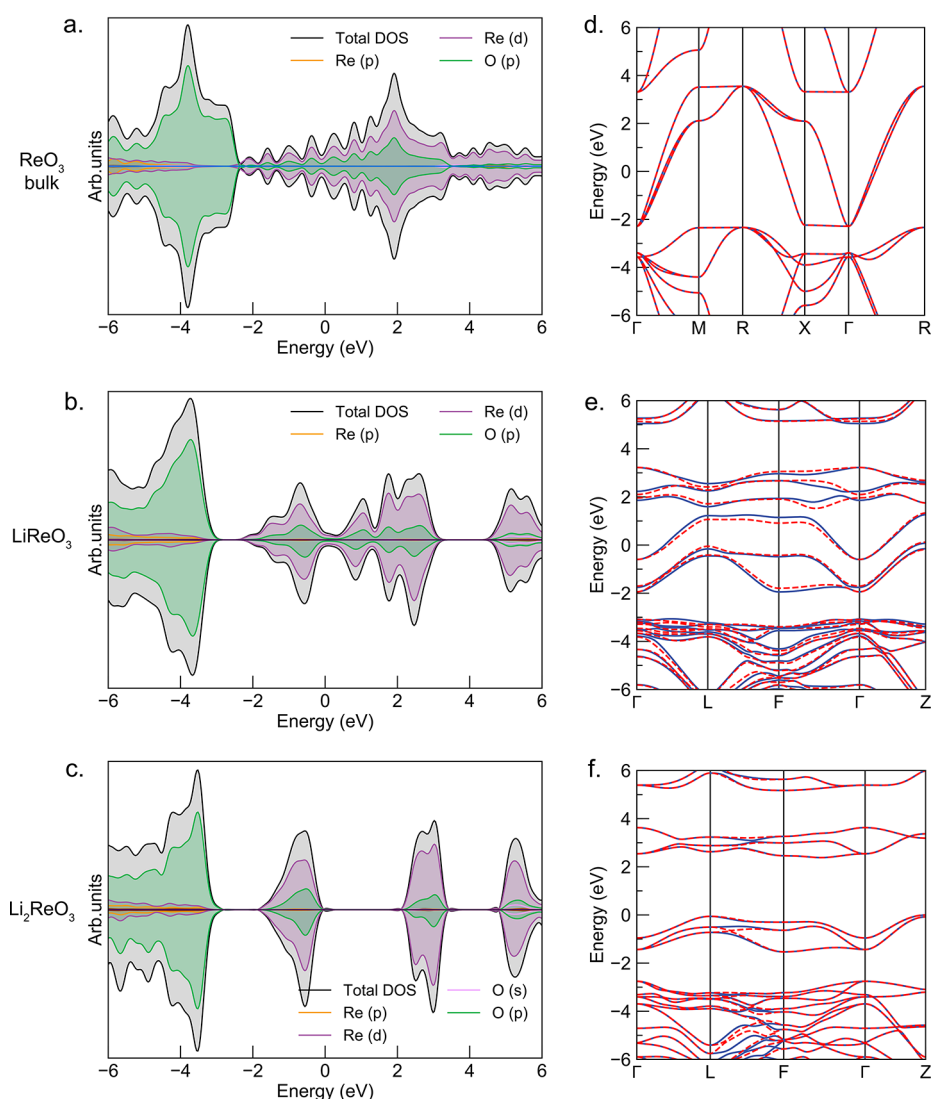 a.
Total DOS
Re (p)
Re (d)
O (p)
ReO3
bulk
Arb.units
−6 −4 −2 0 2 4 6
Energy (eV)
d.
6
4
2
0
−2
−4
−6
Energy (eV)
Γ M R X Γ R
b.
Total DOS
Re (p)
Re (d)
O (p)
LiReO3
Arb.units
−6 −4 −2 0 2 4 6
Energy (eV)
e.
6
4
2
0
−2
−4
−6
Energy (eV)
Γ L F Γ Z
c.
Li2ReO3
Arb.units
Total DOS
Re (p)
Re (d)
O (s)
O (p)
−6 −4 −2 0 2 4 6
Energy (eV)
f.
6
4
2
0
−2
−4
−6
Energy (eV)
Γ L F Γ Z